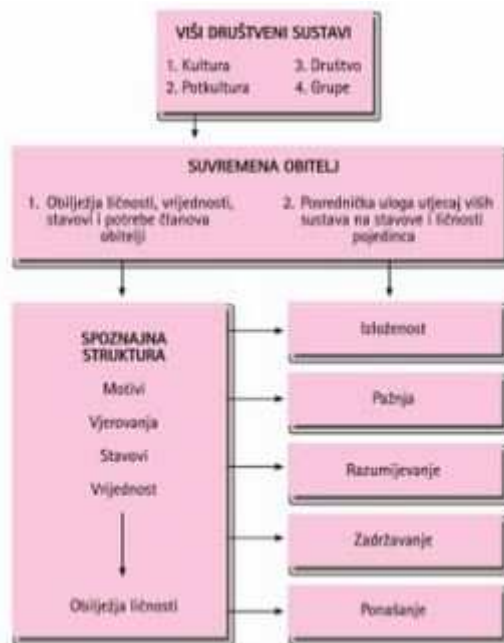 VIŠI DRUŠTVENI SUSTAVI
1. Kultura
2. Potkultura
3. Društvo
4. Grupe
SUVREMENA OBITELJ
1. Obilježja ličnosti, vrijednosti,
stavovi i potrebe članova
obitelji
2. Posrednička uloga utjecaj viših
sustava na stavove i ličnosti
pojedinca
SPOZNAJNA
STRUKTURA
Motivi
Vjerovanja
Stavovi
Vrijednost
Obilježja ličnosti
Izloženost
Pažnja
Razumijevanje
Zadržavanje
Ponašanje